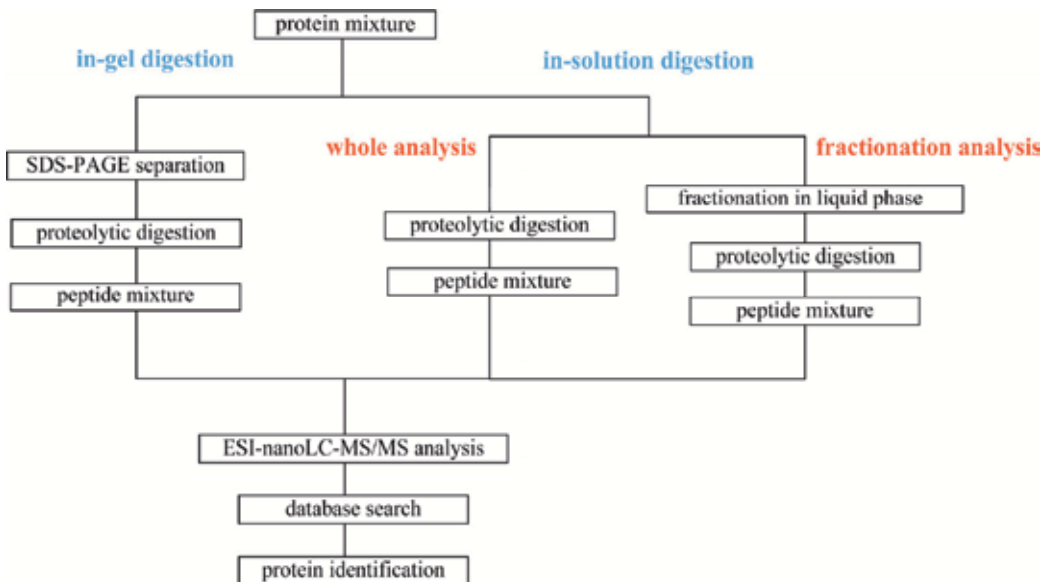 protein mixture
in-gel digestion
in-solution digestion
whole analysis
fractionation analysis
SDS-PAGE separation
fractionation in liquid phase
proteolytic digestion
proteolytic digestion
proteolytic digestion
peptide mixture
peptide mixture
peptide mixture
ESI-nanoLC-MS/MS analysis
database search
protein identification